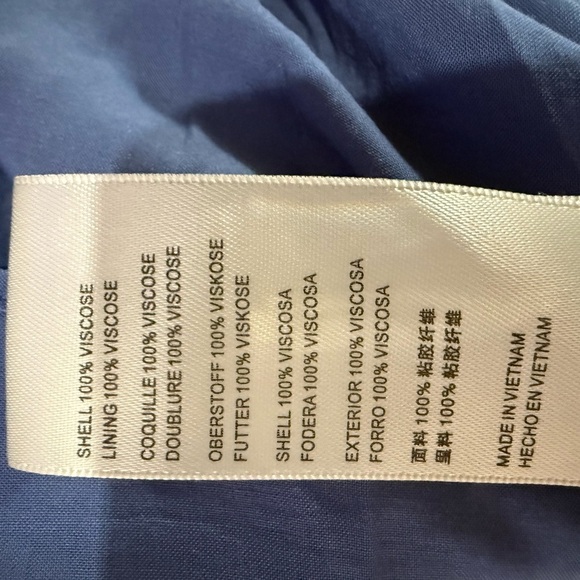 SHELL 100% VISCOSE
LINING 100% VISCOSE
COQUILLE 100% VISCOSE
DOUBLURE 100% VISCOSE
OBERSTOFF 100% VISKOSE
FUTTER 100% VISKOSE
SHELL 100% VISCOSA
FODERA 100% VISCOSA
EXTERIOR 100% VISCOSA
FORRO 100% VISCOSA
面料 100% 粘胶纤维
里料 100% 粘胶纤维
MADE IN VIETNAM
HECHO EN VIETNAM